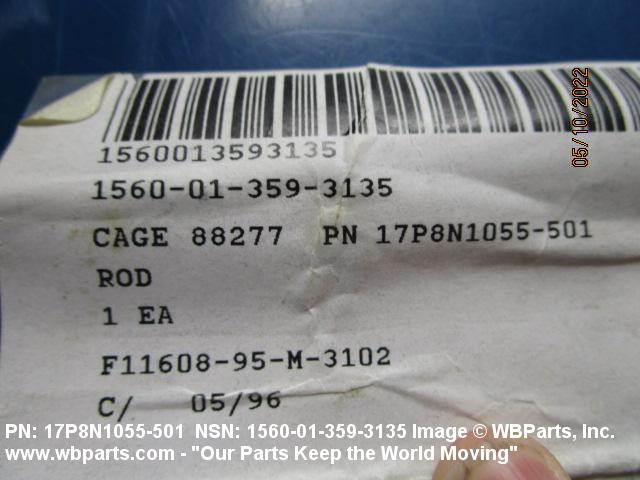 1560013593135
1560-01-359-3135
CAGE 88277 PN 17P8N1055-501
ROD
1 EA
F11608-95-M-3102
C/ 05/96
05/10/2022
PN: 17P8N1055-501 NSN: 1560-01-359-3135 Image © WBParts, Inc.
www.wbparts.com - "Our Parts Keep the World Moving"